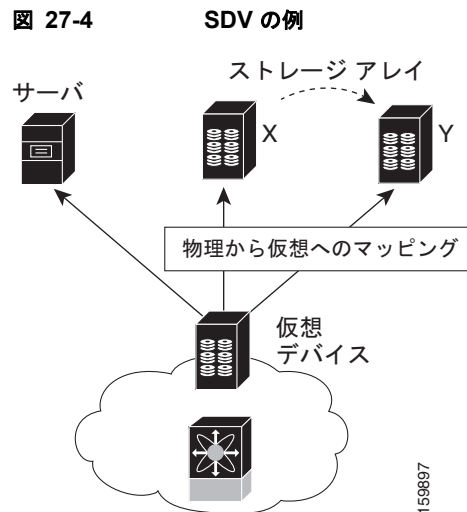 図 27-4 SDV の例
ストレージ アレイ
サーバ
X
Y
物理から仮想へのマッピング
仮想
デバイス
159897